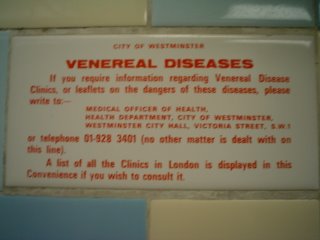 CITY OF WESTMINSTER
VENEREAL DISEASES
If you require information regarding Venereal Disease
Clinics, or leaflets on the dangers of these diseases, please
write to:—
MEDICAL OFFICER OF HEALTH,
HEALTH DEPARTMENT, CITY OF WESTMINSTER,
WESTMINSTER CITY HALL, VICTORIA STREET, S.W.1
or telephone 01-828 3401 (no other matter is dealt with on
this line).
A list of all the Clinics in London is displayed in this
Convenience if you wish to consult it.